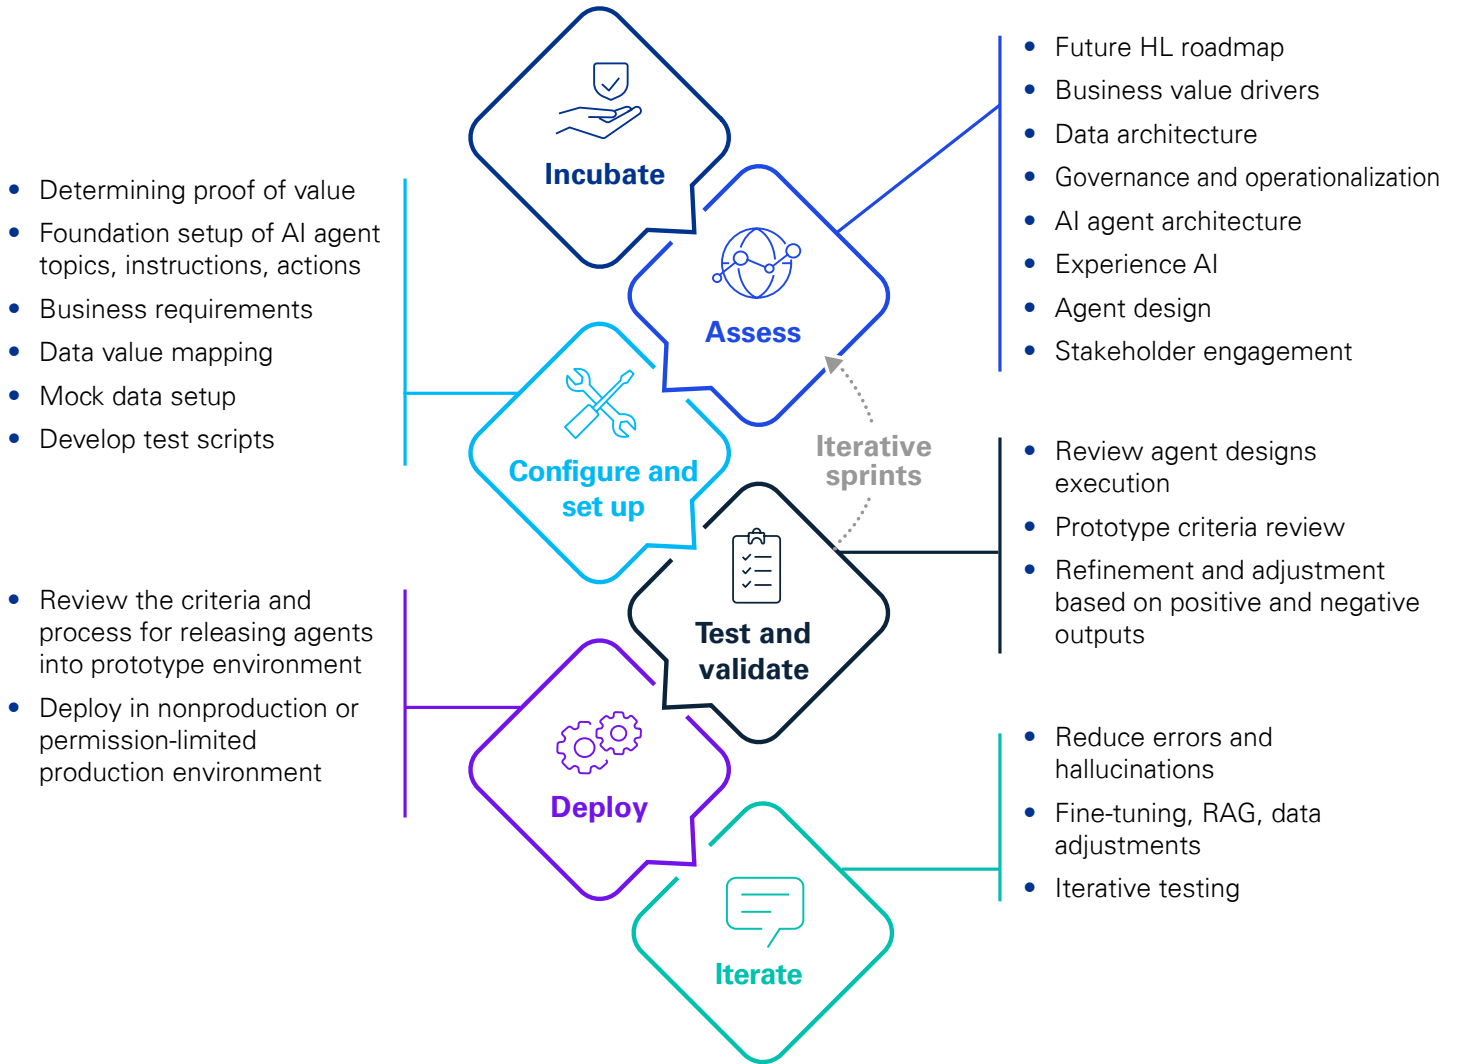 Incubate
• Future HL roadmap
• Business value drivers
• Data architecture
• Governance and operationalization
• AI agent architecture
• Experience AI
• Agent design
• Stakeholder engagement
Assess
• Determining proof of value
• Foundation setup of AI agent
topics, instructions, actions
• Business requirements
• Data value mapping
• Mock data setup
• Develop test scripts
Configure and
set up
Iterative
sprints
• Review agent designs
execution
• Prototype criteria review
• Refinement and adjustment
based on positive and negative
outputs
Test and
validate
• Review the criteria and
process for releasing agents
into prototype environment
• Deploy in nonproduction or
permission-limited
production environment
Deploy
• Reduce errors and
hallucinations
• Fine-tuning, RAG, data
adjustments
• Iterative testing
Iterate